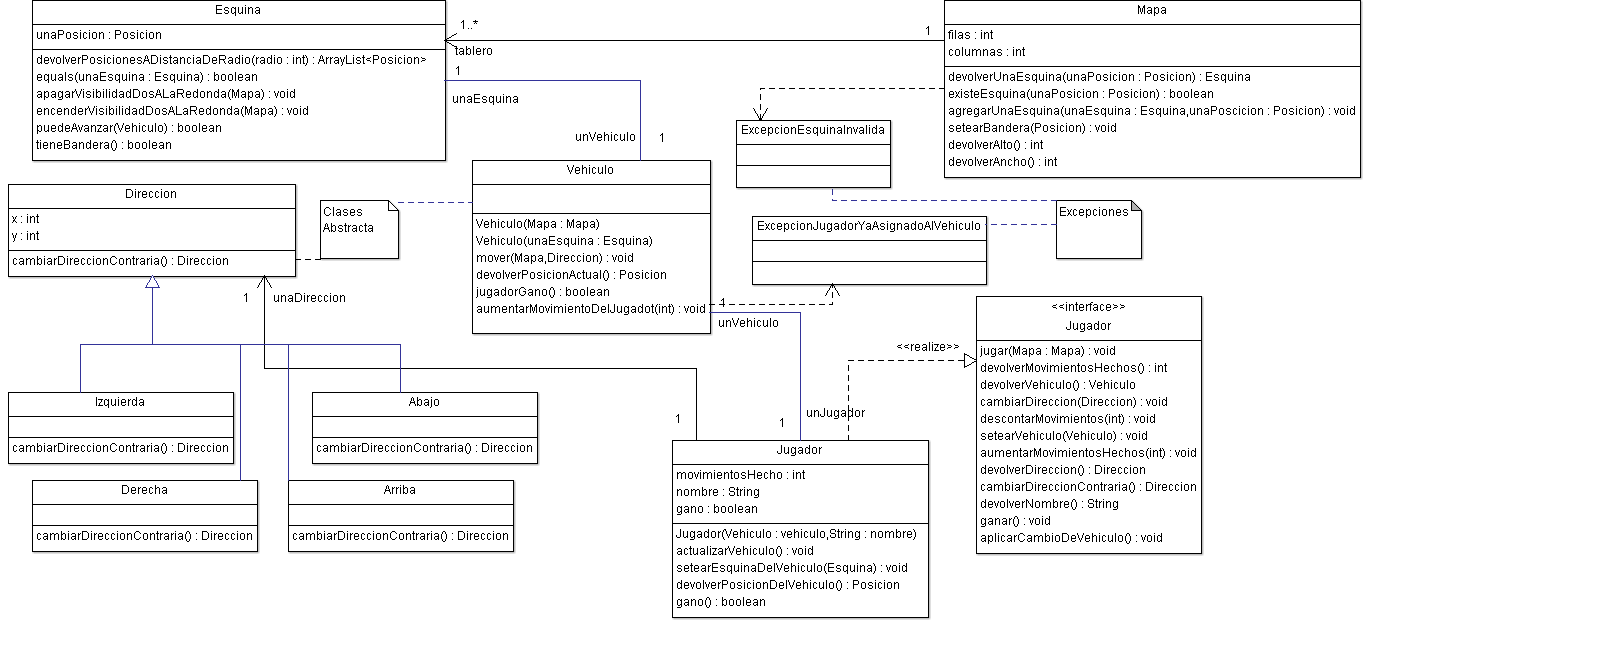 Esquina
unaPosicion : Posicion
devolverPosicionesADistanciaDeRadio(radio : int) : ArrayList<Posicion>
equals(unaEsquina : Esquina) : boolean
apagarVisibilidadDosALaRedonda(Mapa) : void
encenderVisibilidadDosALaRedonda(Mapa) : void
puedeAvanzar(Vehiculo) : boolean
tieneBandera() : boolean
1..*
tablero
1
1
unaEsquina
unVehiculo
1
Mapa
filas : int
columnas : int
devolverUnaEsquina(unaPosicion : Posicion) : Esquina
existeEsquina(unaPosicion : Posicion) : boolean
agregarUnaEsquina(unaEsquina : Esquina,unaPoscicion : Posicion) : void
setearBandera(Posicion) : void
devolverAlto() : int
devolverAncho() : int
ExcepcionEsquinaInvalida
Direccion
x : int
y : int
cambiarDireccionContraria() : Direccion
Clases
Abstracta
Vehiculo
Vehiculo(Mapa : Mapa)
Vehiculo(unaEsquina : Esquina)
mover(Mapa,Direccion) : void
devolverPosicionActual() : Posicion
jugadorGano() : boolean
aumentarMovimientoDelJugadot(int) : void
ExcepcionJugadorYaAsignadoAlVehiculo
Excepciones
1
unaDireccion
1
unVehiculo
<<realize>>
<<interface>>
Jugador
jugar(Mapa : Mapa) : void
devolverMovimientosHechos() : int
devolverVehiculo() : Vehiculo
cambiarDireccion(Direccion) : void
descontarMovimientos(int) : void
setearVehiculo(Vehiculo) : void
aumentarMovimientosHechos(int) : void
devolverDireccion() : Direccion
cambiarDireccionContraria() : Direccion
devolverNombre() : String
ganar() : void
aplicarCambioDeVehiculo() : void
Izquierda
cambiarDireccionContraria() : Direccion
Abajo
cambiarDireccionContraria() : Direccion
Derecha
cambiarDireccionContraria() : Direccion
Arriba
cambiarDireccionContraria() : Direccion
1
1
unJugador
Jugador
movimientosHecho : int
nombre : String
gano : boolean
Jugador(Vehiculo : vehiculo,String : nombre)
actualizarVehiculo() : void
setearEsquinaDelVehiculo(Esquina) : void
devolverPosicionDelVehiculo() : Posicion
gano() : boolean